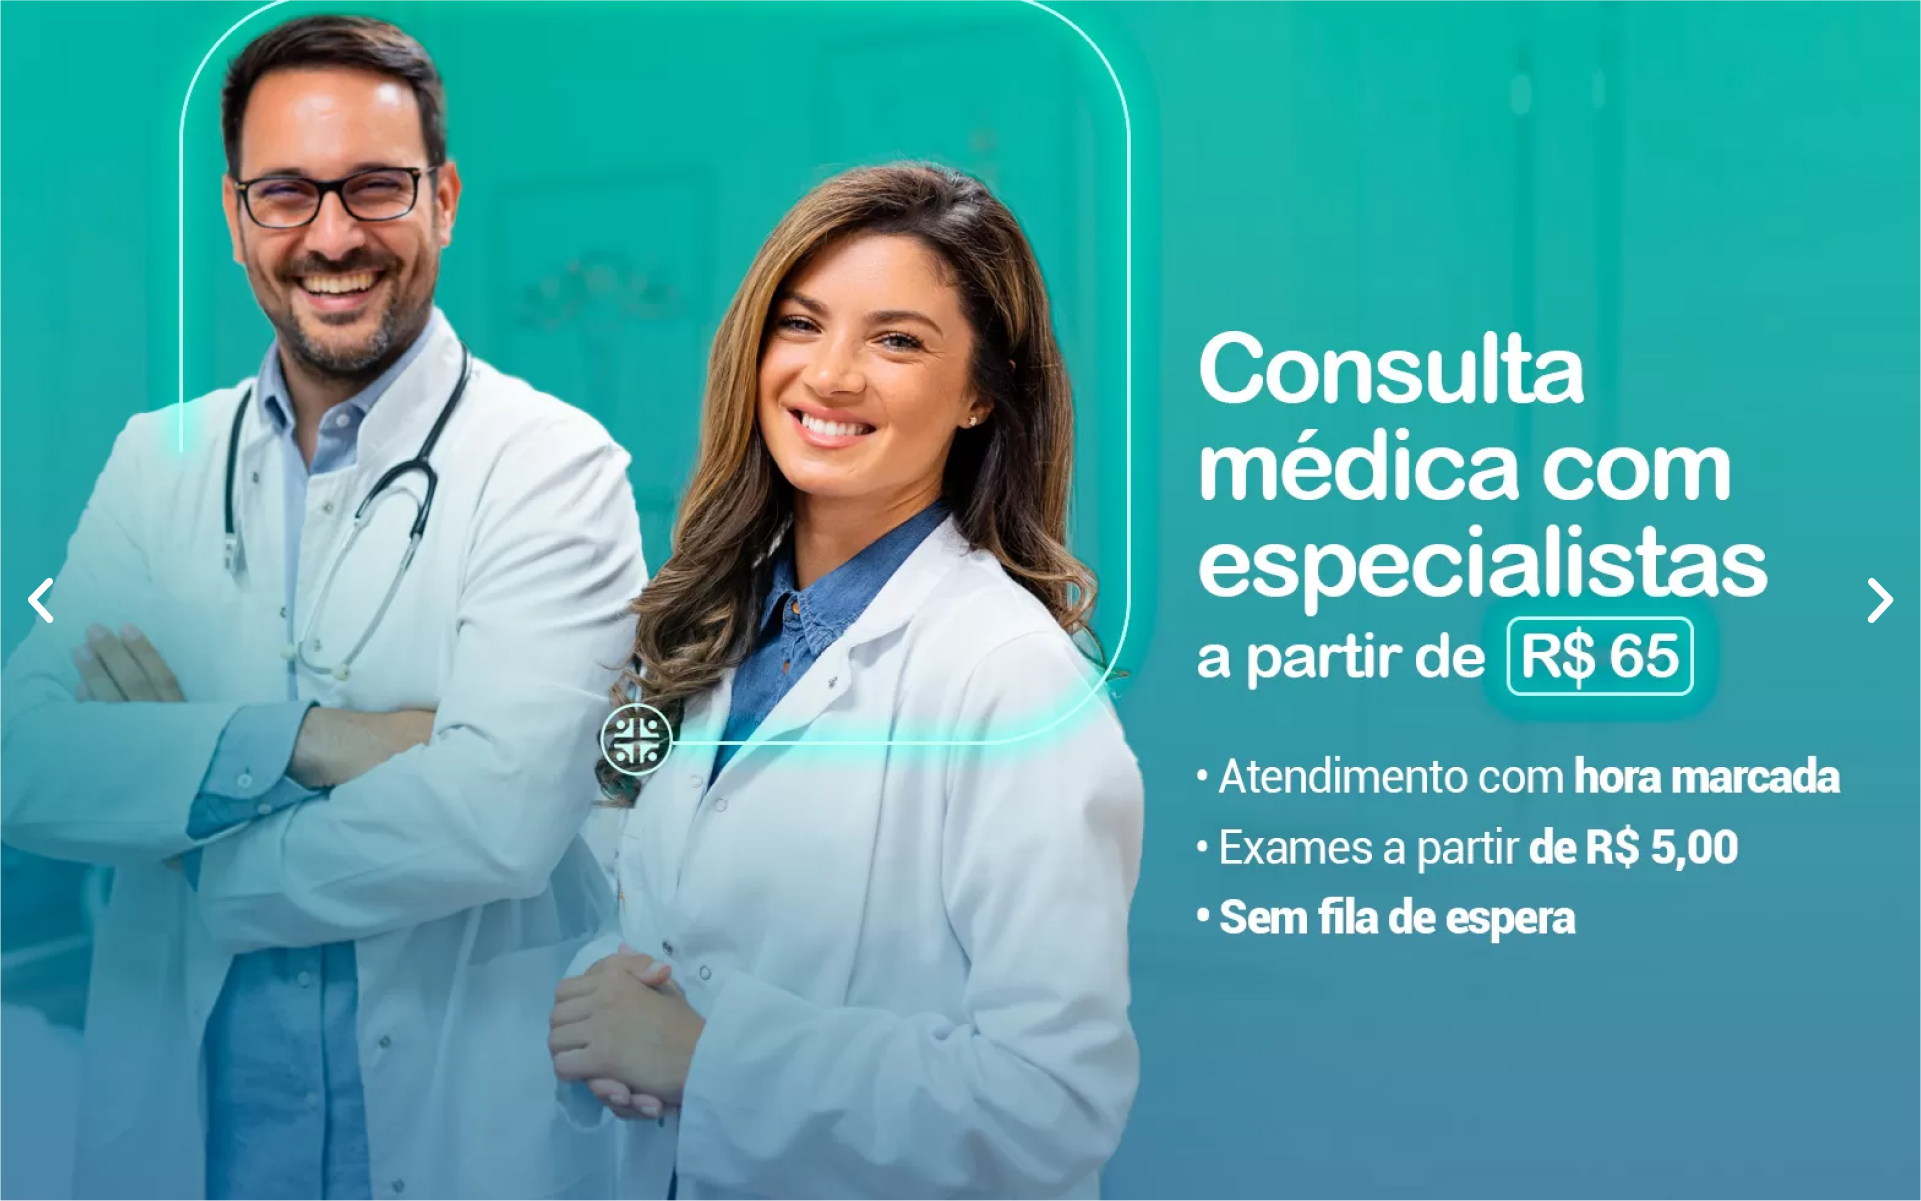 Consulta
médica com
especialistas
a partir de R$ 65
• Atendimento com hora marcada
• Exames a partir de R$ 5,00
• Sem fila de espera